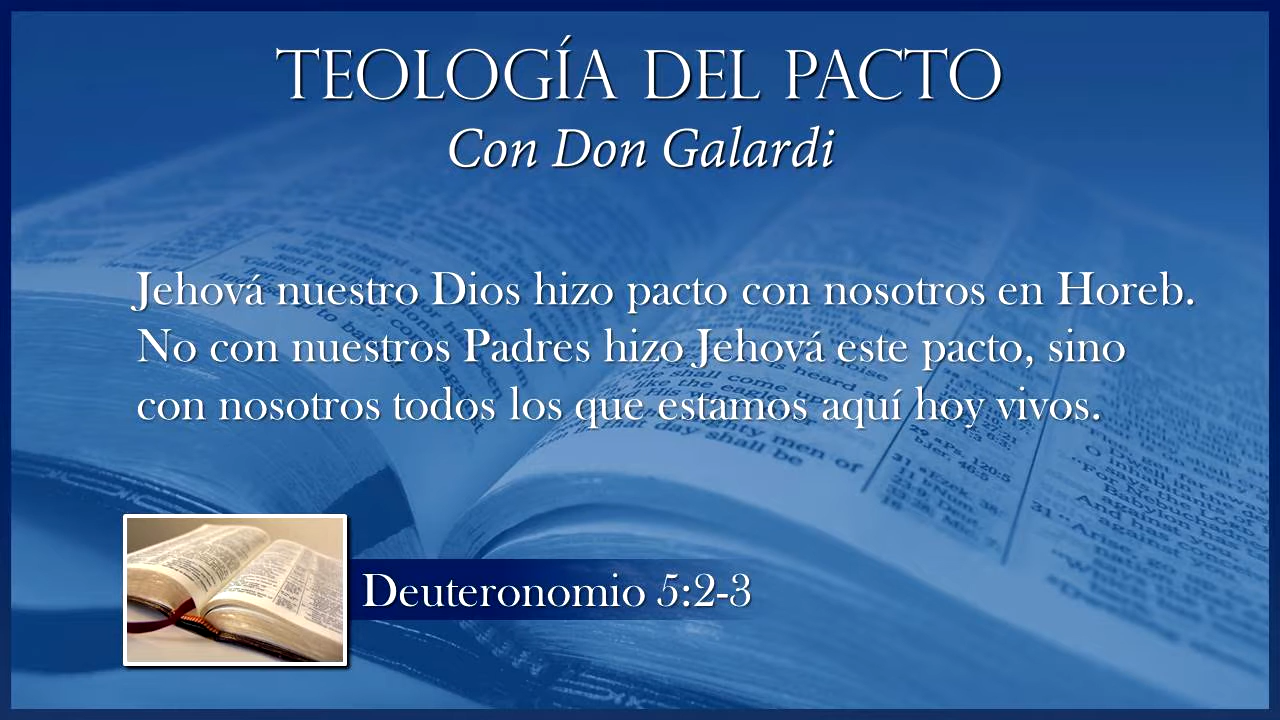 TEOLOGÍA DEL PACTO
Con Don Galardi
Jehová nuestro Dios hizo pacto con nosotros en Horeb.
No con nuestros Padres hizo Jehová este pacto, sino
con nosotros todos los que estamos aquí hoy vivos.
Deuteronomio 5:2-3